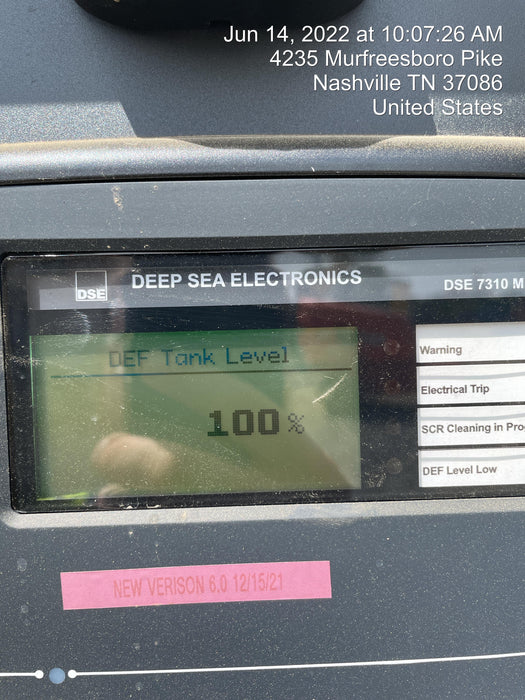 Jun 14, 2022 at 10:07:26 AM
4235 Murfreesboro Pike
Nashville TN 37086
United States
DSE
DEEP SEA ELECTRONICS
DSE 7310 M
DEF Tank Level
100%
Warning
Electrical Trip
SCR Cleaning in Pro
DEF Level Low
NEW VERISON 6.0 12/15/21